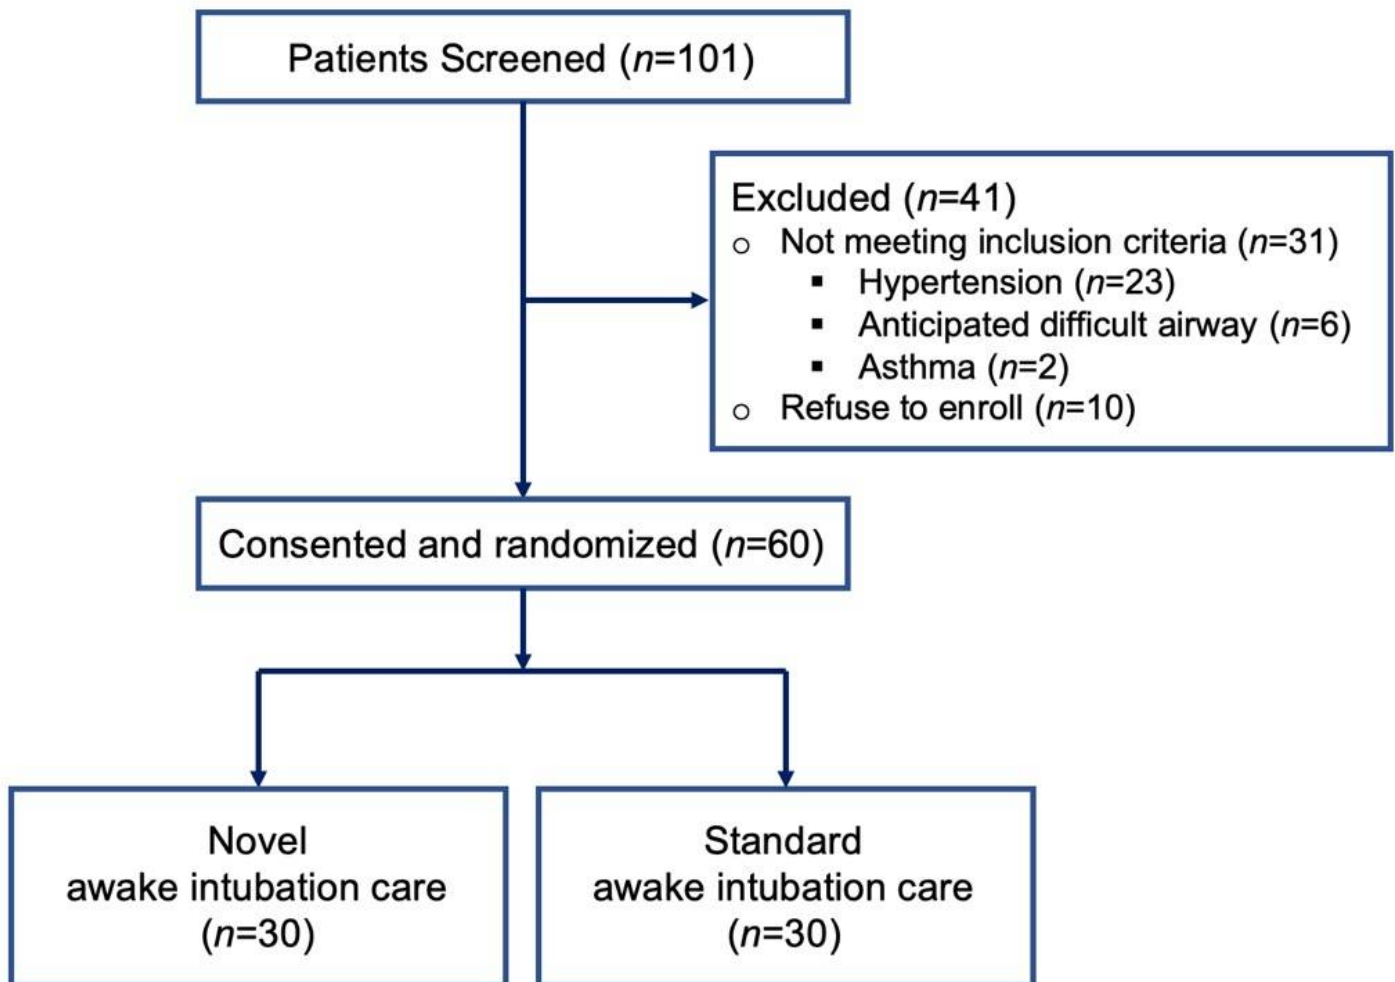 Patients Screened (n=101)
Excluded (n=41)
○ Not meeting inclusion criteria (n=31)
▪ Hypertension (n=23)
▪ Anticipated difficult airway (n=6)
▪ Asthma (n=2)
○ Refuse to enroll (n=10)
Consented and randomized (n=60)
Novel
awake intubation care
(n=30)
Standard
awake intubation care
(n=30)